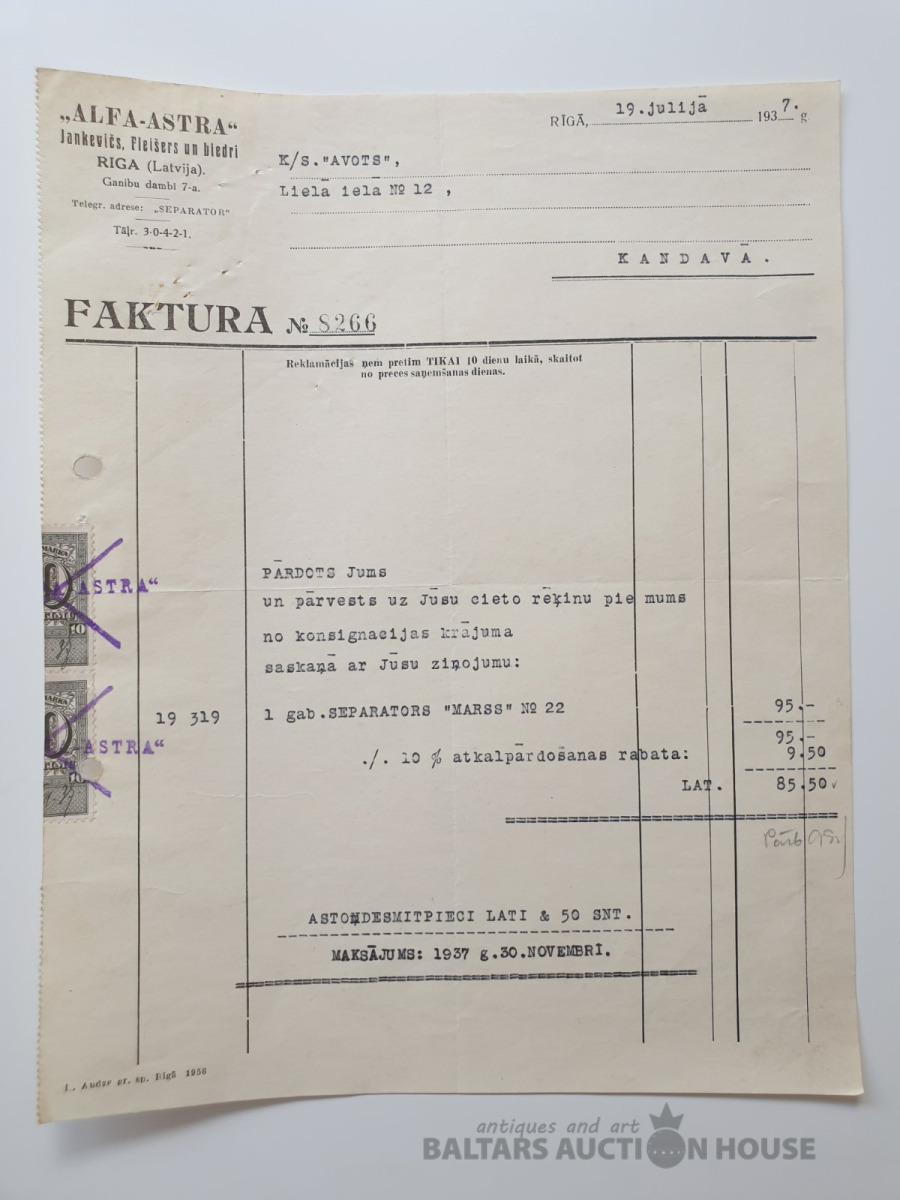 „ALFA-ASTRA“
Jankevičs, Fleišers un biedri
RIGA (Latvija).
Ganību dambī 7-a.
Telegr. adrese: „SEPARATOR“
Tāļr. 3-0-4-2-1.
RĪGĀ, 19.julijā 1937. g.
K/S."AVOTS",
Lielā ielā № 12 ,
KANDAVĀ.
FAKTURA № 8266
Reklamācijas ņem pretim TIKAI 10 dienu laikā, skaitot
no preces saņemšanas dienas.
PĀRDOTS Jums
un pārvests uz Jūsu cieto rēķinu pie mums
no konsignacijas krājuma
saskaņā ar Jūsu ziņojumu:
19 319 1 gab.SEPARATORS "MARSS" № 22 95.-
95.-
./. 10 % atkalpārdošanas rabata: 9.50
LAT. 85.50
ASTOŅDESMITPIECI LATI & 50 SNT.
MAKSĀJUMS: 1937 g.30.NOVEMBRĪ.
MARKA
ASTRA“
10
MARKA
-ASTRA“
10
L. Audze gr. sp. Rīgā 1936
antiques and art
BALTARS AUCTION HOUSE